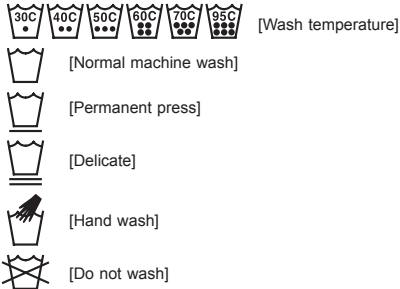 30C 40C 50C 60C 70C 95C [Wash temperature]
[Normal machine wash]
[Permanent press]
[Delicate]
[Hand wash]
[Do not wash]